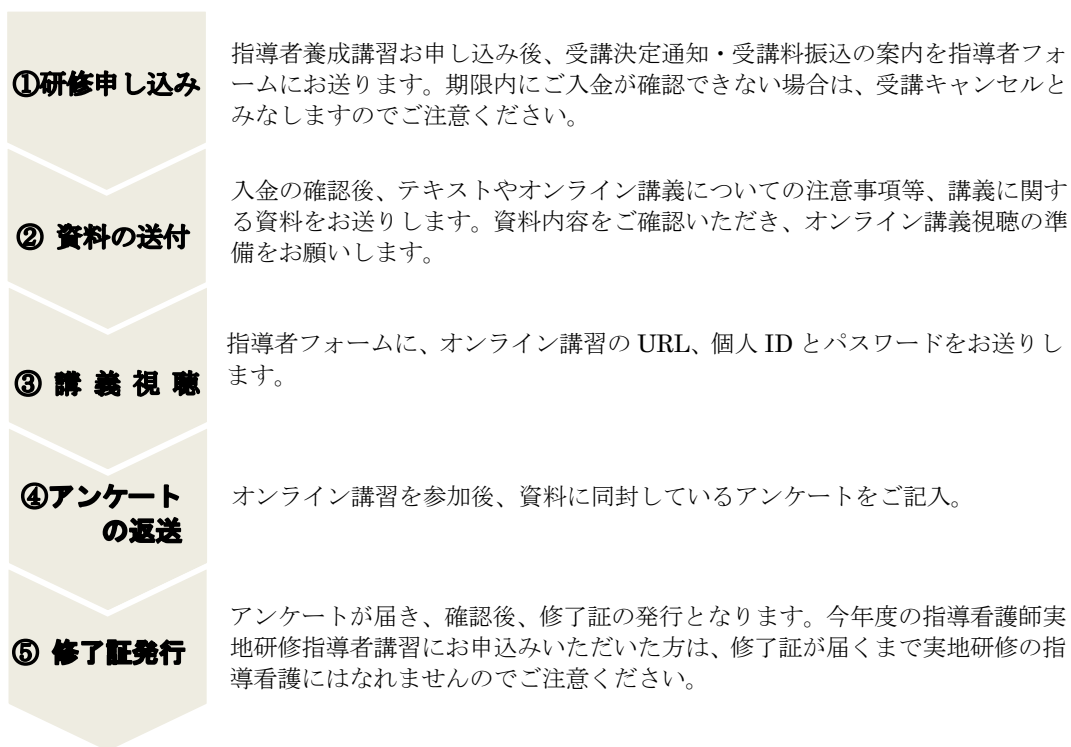 ①研修申し込み
指導者養成講習お申し込み後、受講決定通知・受講料振込の案内を指導者フォ
ームにお送ります。期限内にご入金が確認できない場合は、受講キャンセルと
みなしますのでご注意ください。
② 資料の送付
入金の確認後、テキストやオンライン講義についての注意事項等、講義に関す
る資料をお送りします。資料内容をご確認いただき、オンライン講義視聴の準
備をお願いします。
③ 講 義 視 聴
指導者フォームに、オンライン講習の URL、個人 ID とパスワードをお送りし
ます。
④アンケート
の返送
オンライン講習を参加後、資料に同封しているアンケートをご記入。
⑤ 修了証発行
アンケートが届き、確認後、修了証の発行となります。今年度の指導看護師実
地研修指導者講習にお申込みいただいた方は、修了証が届くまで実地研修の指
導看護にはなれませんのでご注意ください。